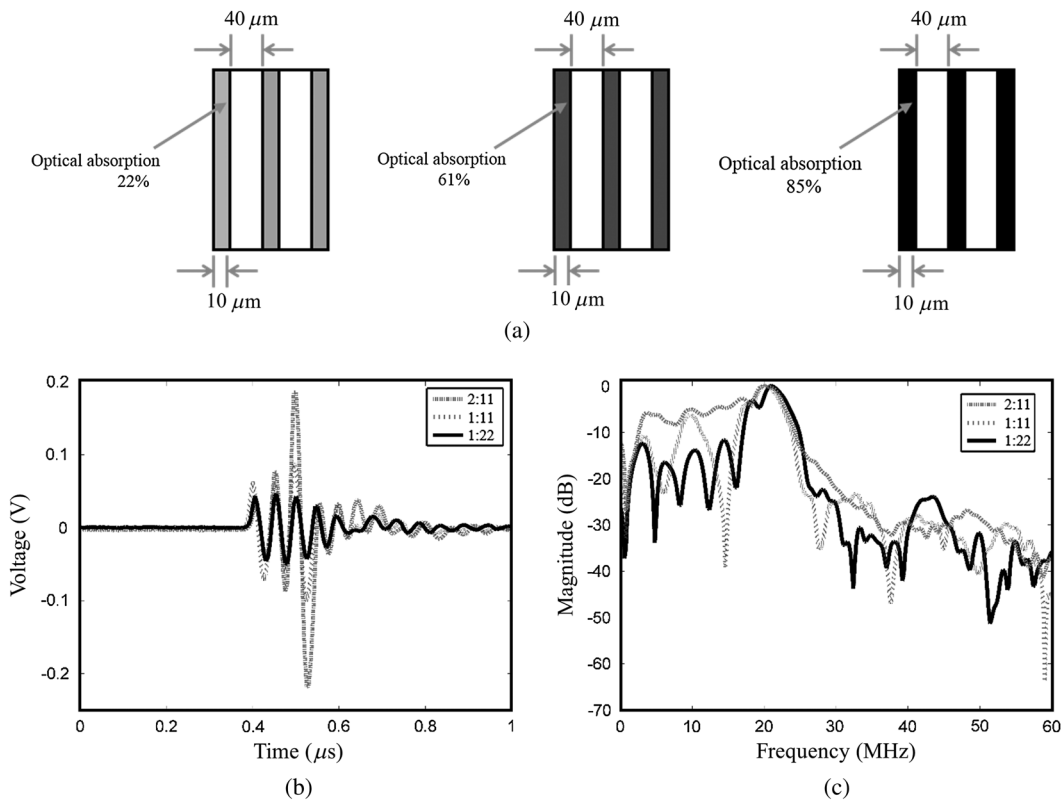 40 μm
40 μm
40 μm
Optical absorption
22%
Optical absorption
61%
Optical absorption
85%
10 μm
10 μm
10 μm
(a)
0.2
0.1
0
-0.1
-0.2
Voltage (V)
2:11
1:11
1:22
0
0.2
0.4
0.6
0.8
1
Time (μs)
(b)
0
-10
-20
-30
-40
-50
-60
-70
Magnitude (dB)
2:11
1:11
1:22
0
10
20
30
40
50
60
Frequency (MHz)
(c)